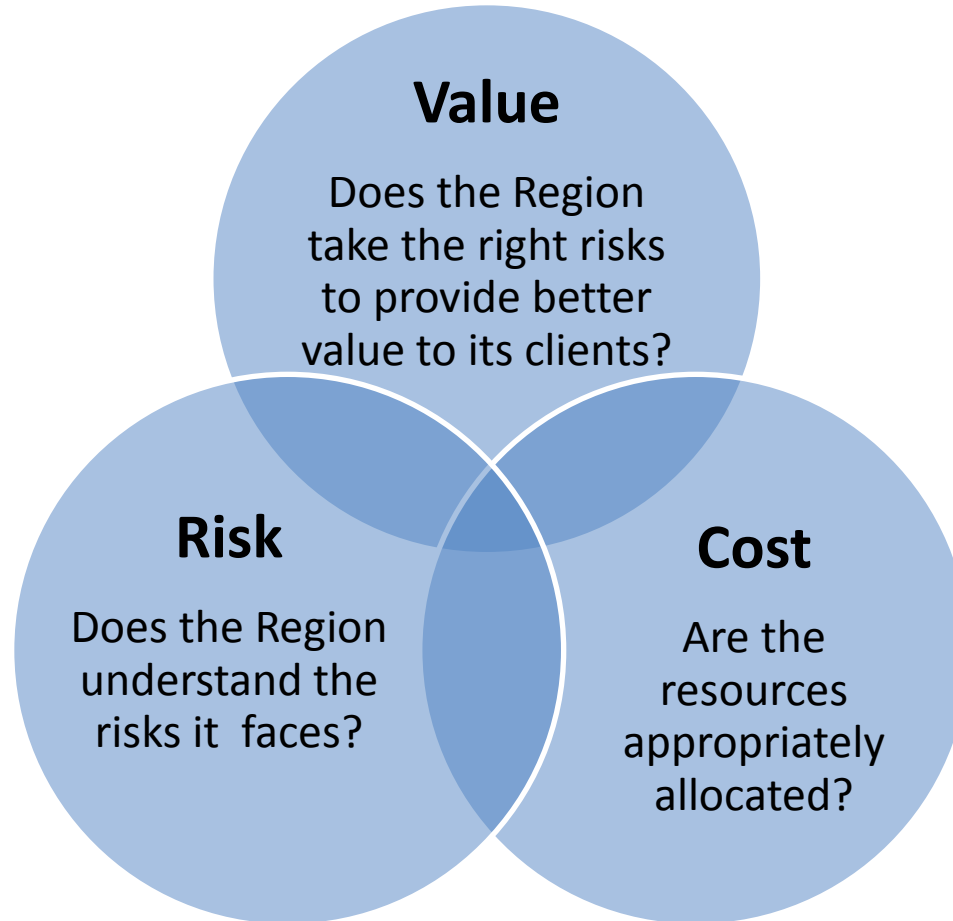 Value
Does the Region
take the right risks
to provide better
value to its clients?
Risk
Does the Region
understand the
risks it  faces?
Cost
Are the
resources
appropriately
allocated?